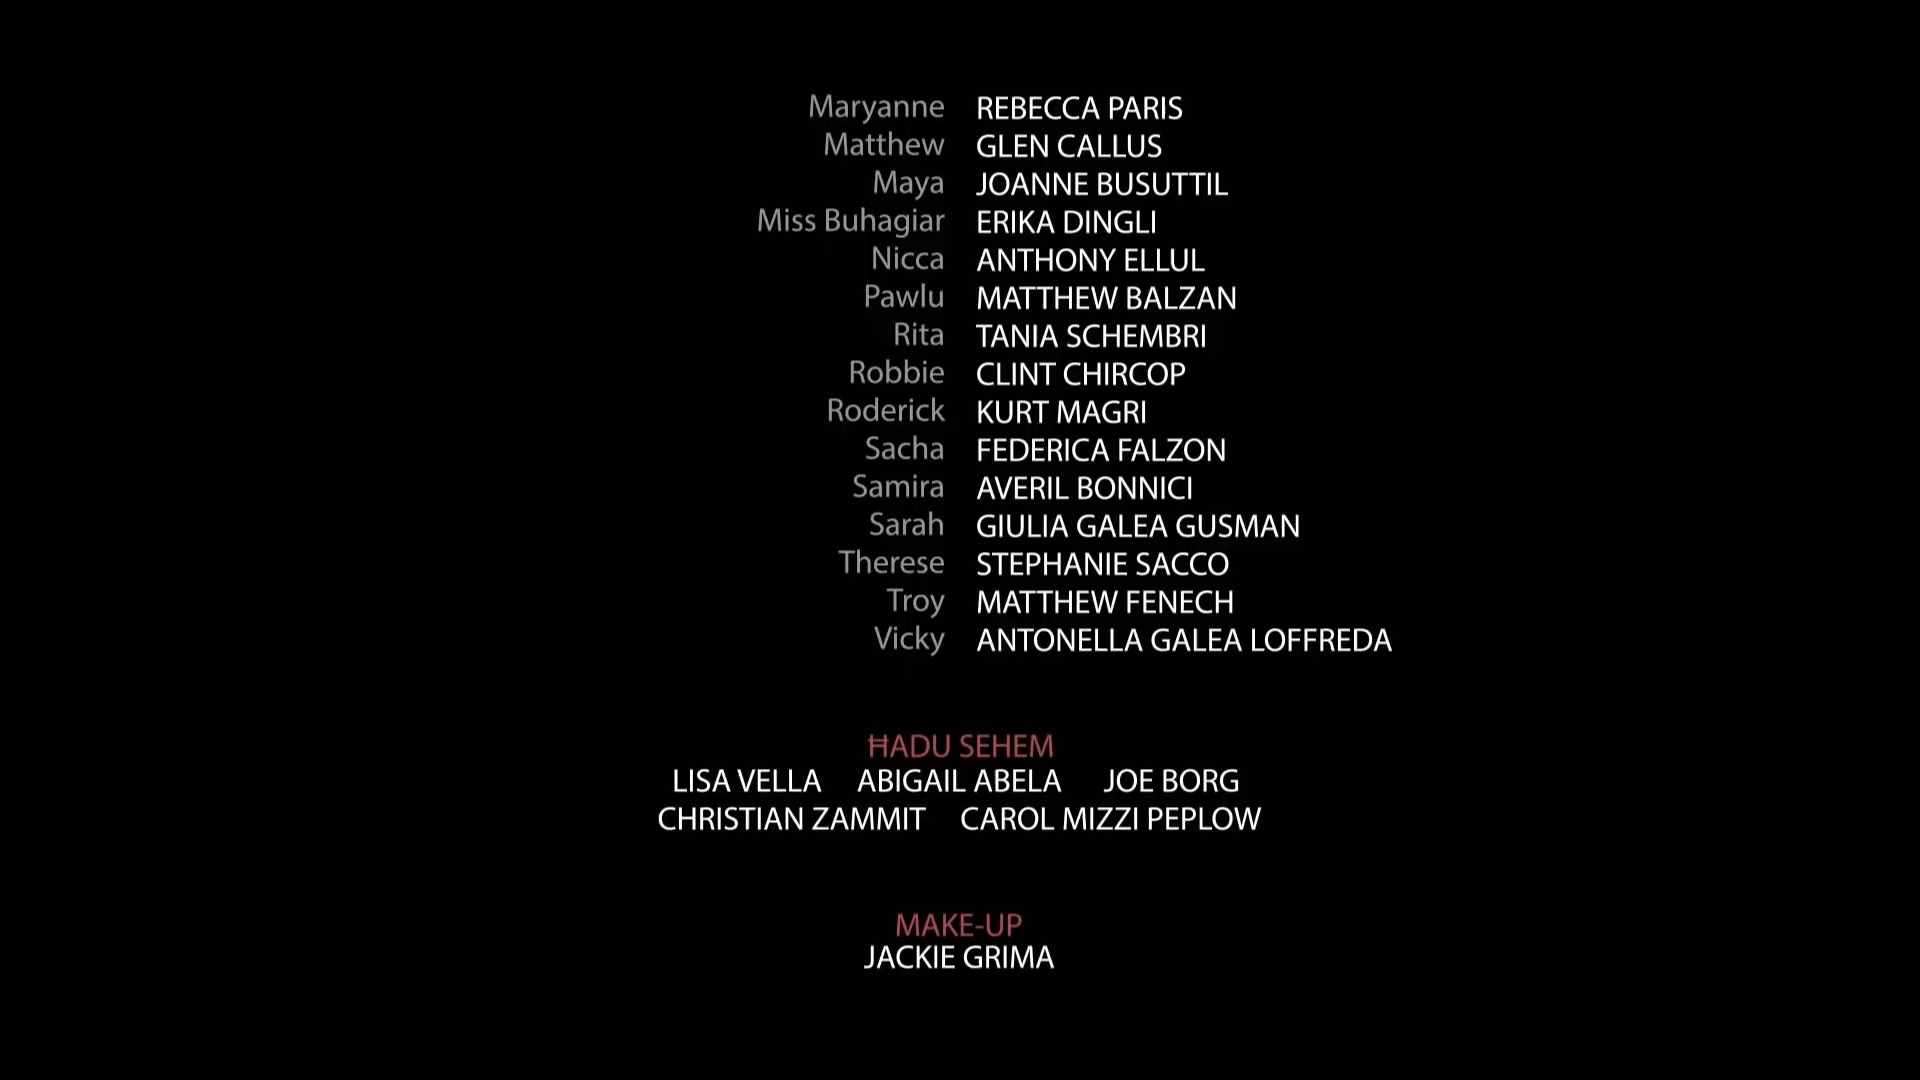 Maryanne REBECCA PARIS
Matthew GLEN CALLUS
Maya JOANNE BUSUTTIL
Miss Buhagiar ERIKA DINGLI
Nicca ANTHONY ELLUL
Pawlu MATTHEW BALZAN
Rita TANIA SCHEMBRI
Robbie CLINT CHIRCOP
Roderick KURT MAGRI
Sacha FEDERICA FALZON
Samira AVERIL BONNICI
Sarah GIULIA GALEA GUSMAN
Therese STEPHANIE SACCO
Troy MATTHEW FENECH
Vicky ANTONELLA GALEA LOFFREDA
ĦADU SEHEM
LISA VELLA ABIGAIL ABELA JOE BORG
CHRISTIAN ZAMMIT CAROL MIZZI PEPLOW
MAKE-UP
JACKIE GRIMA